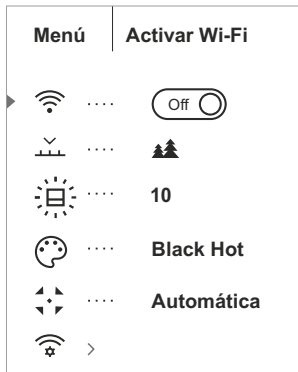 Menú Activar Wi-Fi
.... Off
....
.... 10
.... Black Hot
.... Automática
>